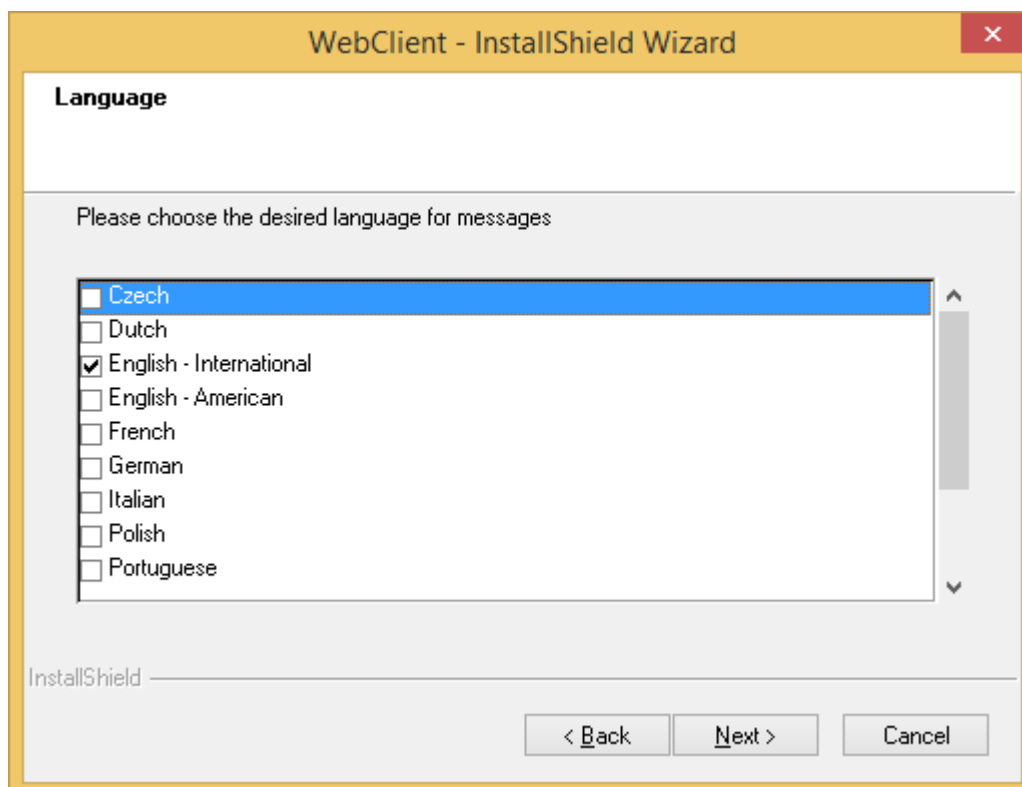 WebClient - InstallShield Wizard
Language
Please choose the desired language for messages
Czech
Dutch
English - International
English - American
French
German
Italian
Polish
Portuguese
InstallShield
< Back
Next >
Cancel